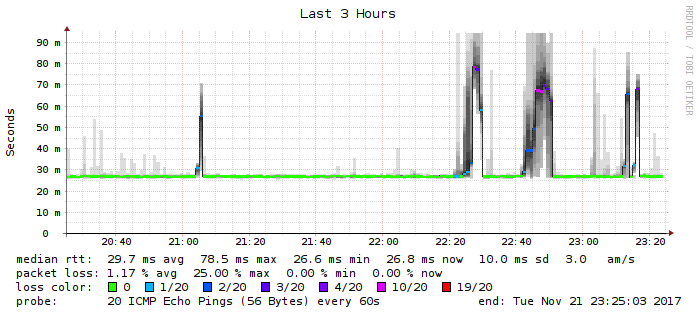 Last 3 Hours
RRDTOOL / TOBI OETIKER
Seconds
90 m
80 m
70 m
60 m
50 m
40 m
30 m
20 m
10 m
0
20:40 21:00 21:20 21:40 22:00 22:20 22:40 23:00 23:20
median rtt: 29.7 ms avg 78.5 ms max 26.6 ms min 26.8 ms now 10.0 ms sd 3.0 am/s
packet loss: 1.17 % avg 25.00 % max 0.00 % min 0.00 % now
loss color: 0 1/20 2/20 3/20 4/20 10/20 19/20
probe: 20 ICMP Echo Pings (56 Bytes) every 60s end: Tue Nov 21 23:25:03 2017